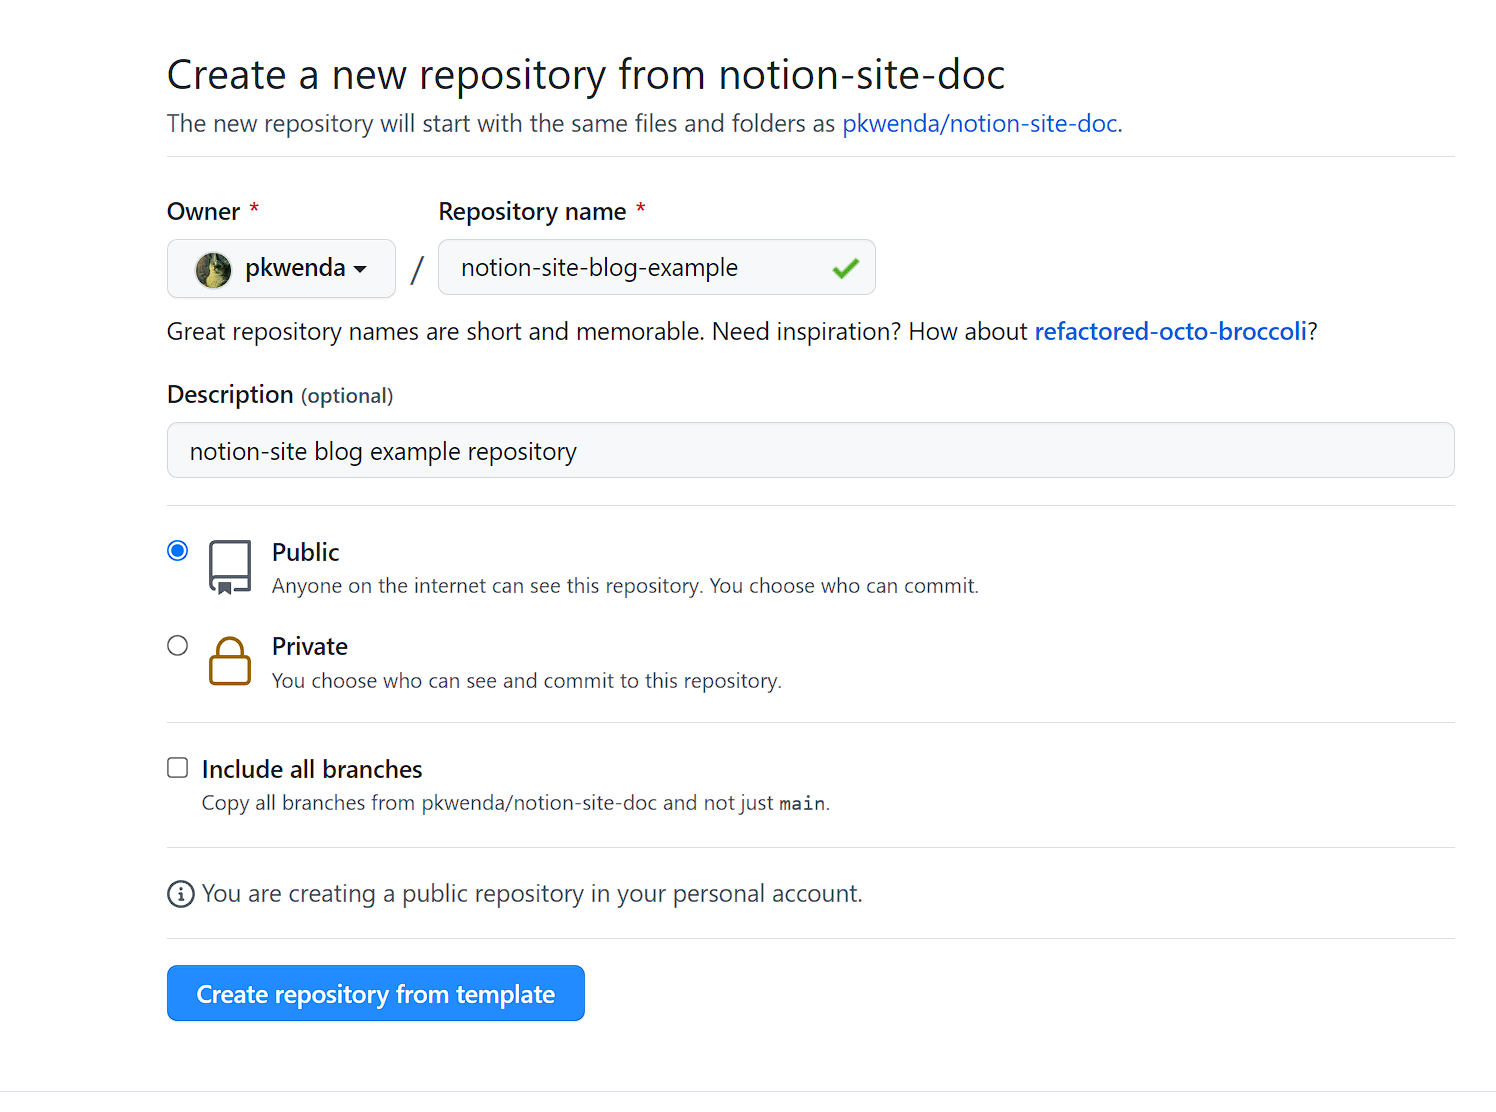 Create a new repository from notion-site-doc
The new repository will start with the same files and folders as pkwenda/notion-site-doc.
Owner * Repository name *
pkwenda / notion-site-blog-example
Great repository names are short and memorable. Need inspiration? How about refactored-octo-broccoli?
Description (optional)
notion-site blog example repository
Public
Anyone on the internet can see this repository. You choose who can commit.
Private
You choose who can see and commit to this repository.
Include all branches
Copy all branches from pkwenda/notion-site-doc and not just main.
You are creating a public repository in your personal account.
Create repository from template